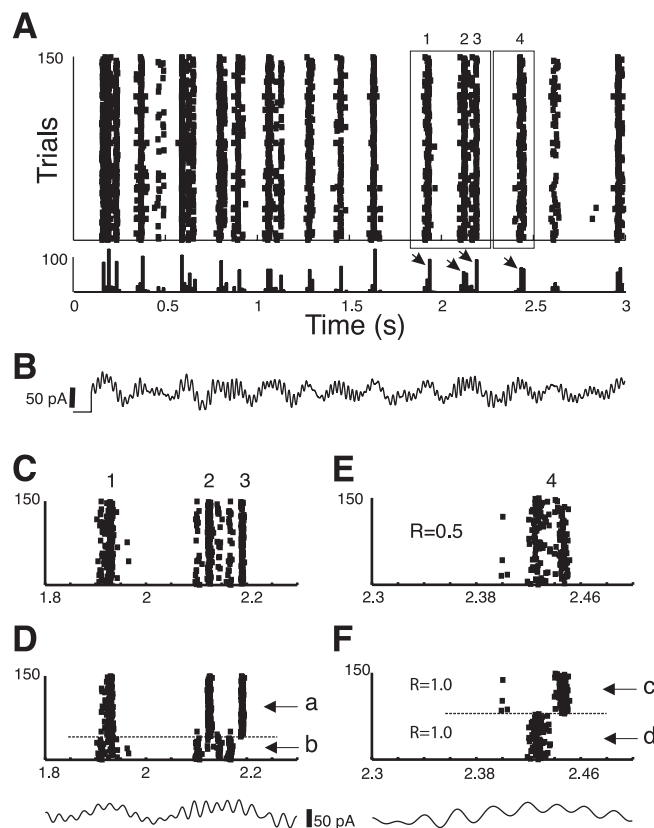 A
1 2 3 4
150
Trials
100
0 0.5 1 1.5 2 2.5 3
Time (s)
B
50 pA
C
1 2 3
150
1.8 2 2.2
E
4
150
R=0.5
2.3 2.38 2.46
D
150
a
b
1.8 2 2.2
F
150
R=1.0
c
R=1.0
d
2.3 2.38 2.46
50 pA